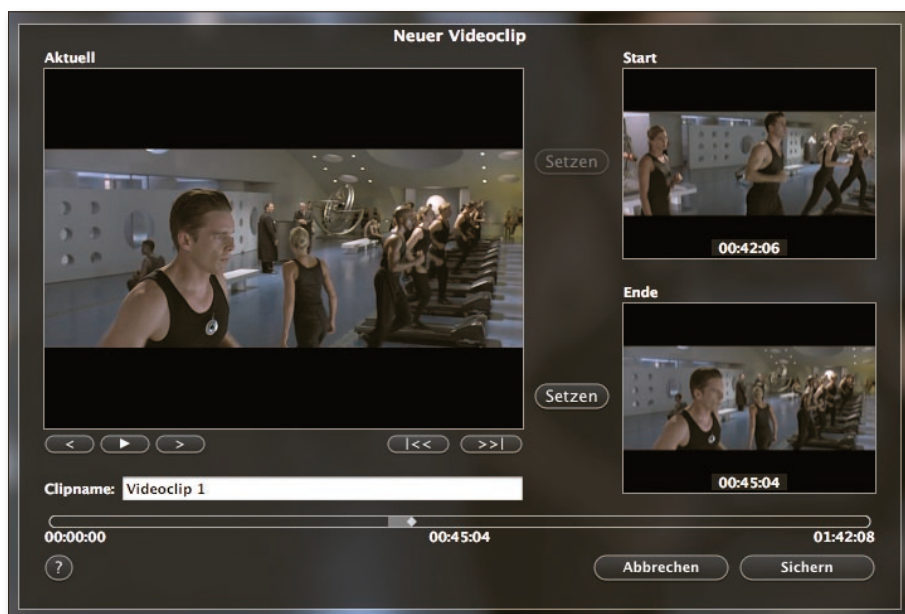 Neuer Videoclip
Aktuell
Start
Setzen
00:42:06
Ende
Setzen
00:45:04
< ▶ > |<< >>|
Clipname: Videoclip 1
00:00:00 00:45:04 01:42:08
? Abbrechen Sichern